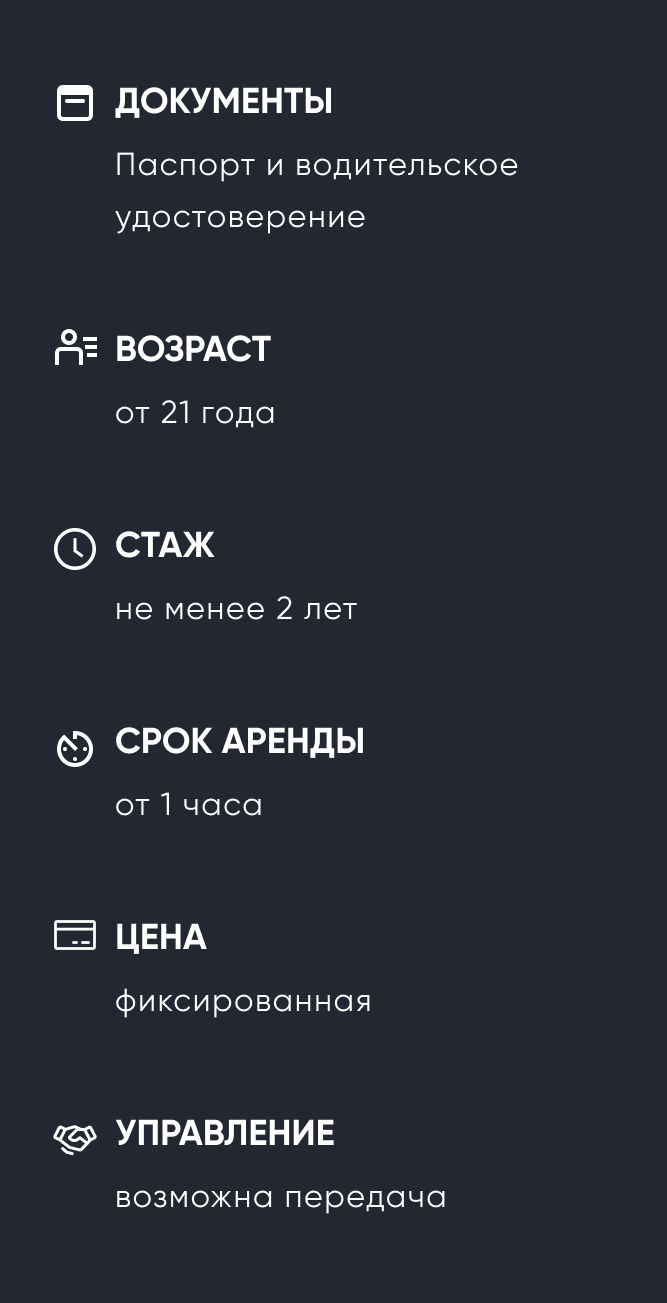 ДОКУМЕНТЫ
Паспорт и водительское
удостоверение
ВОЗРАСТ
от 21 года
СТАЖ
не менее 2 лет
СРОК АРЕНДЫ
от 1 часа
ЦЕНА
фиксированная
УПРАВЛЕНИЕ
возможна передача